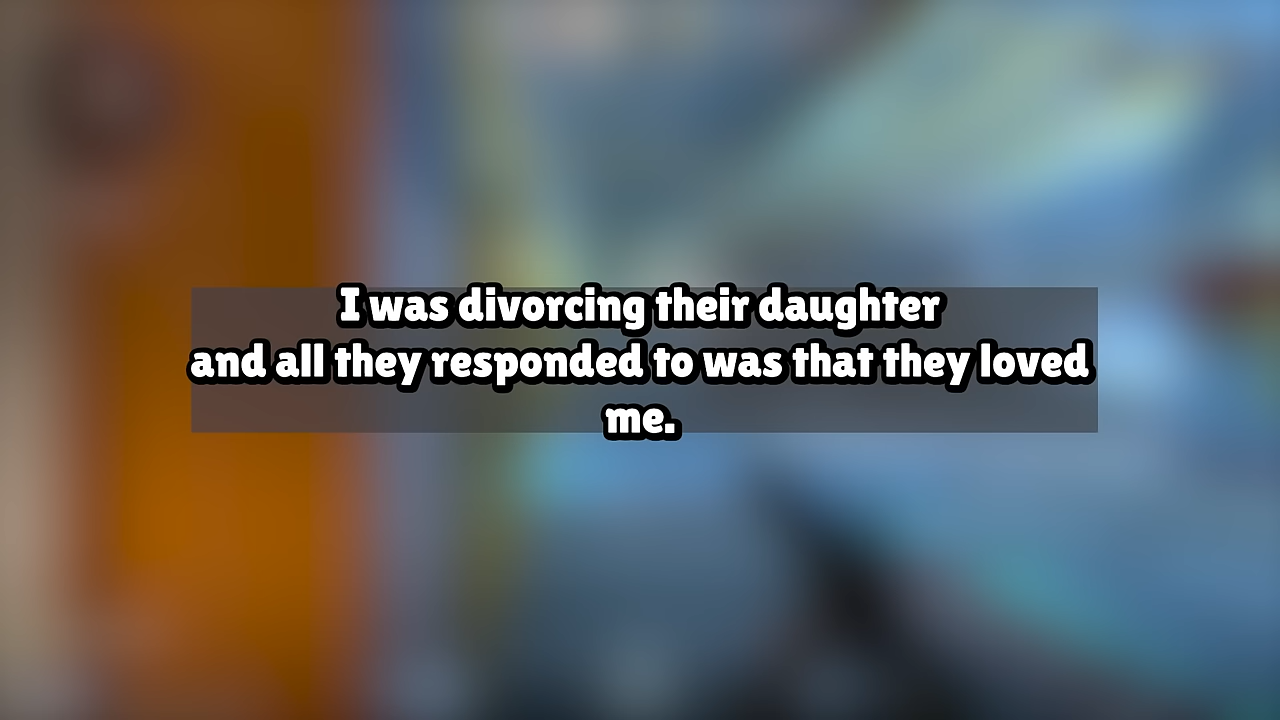 I was divorcing their daughter
and all they responded to was that they loved
me.